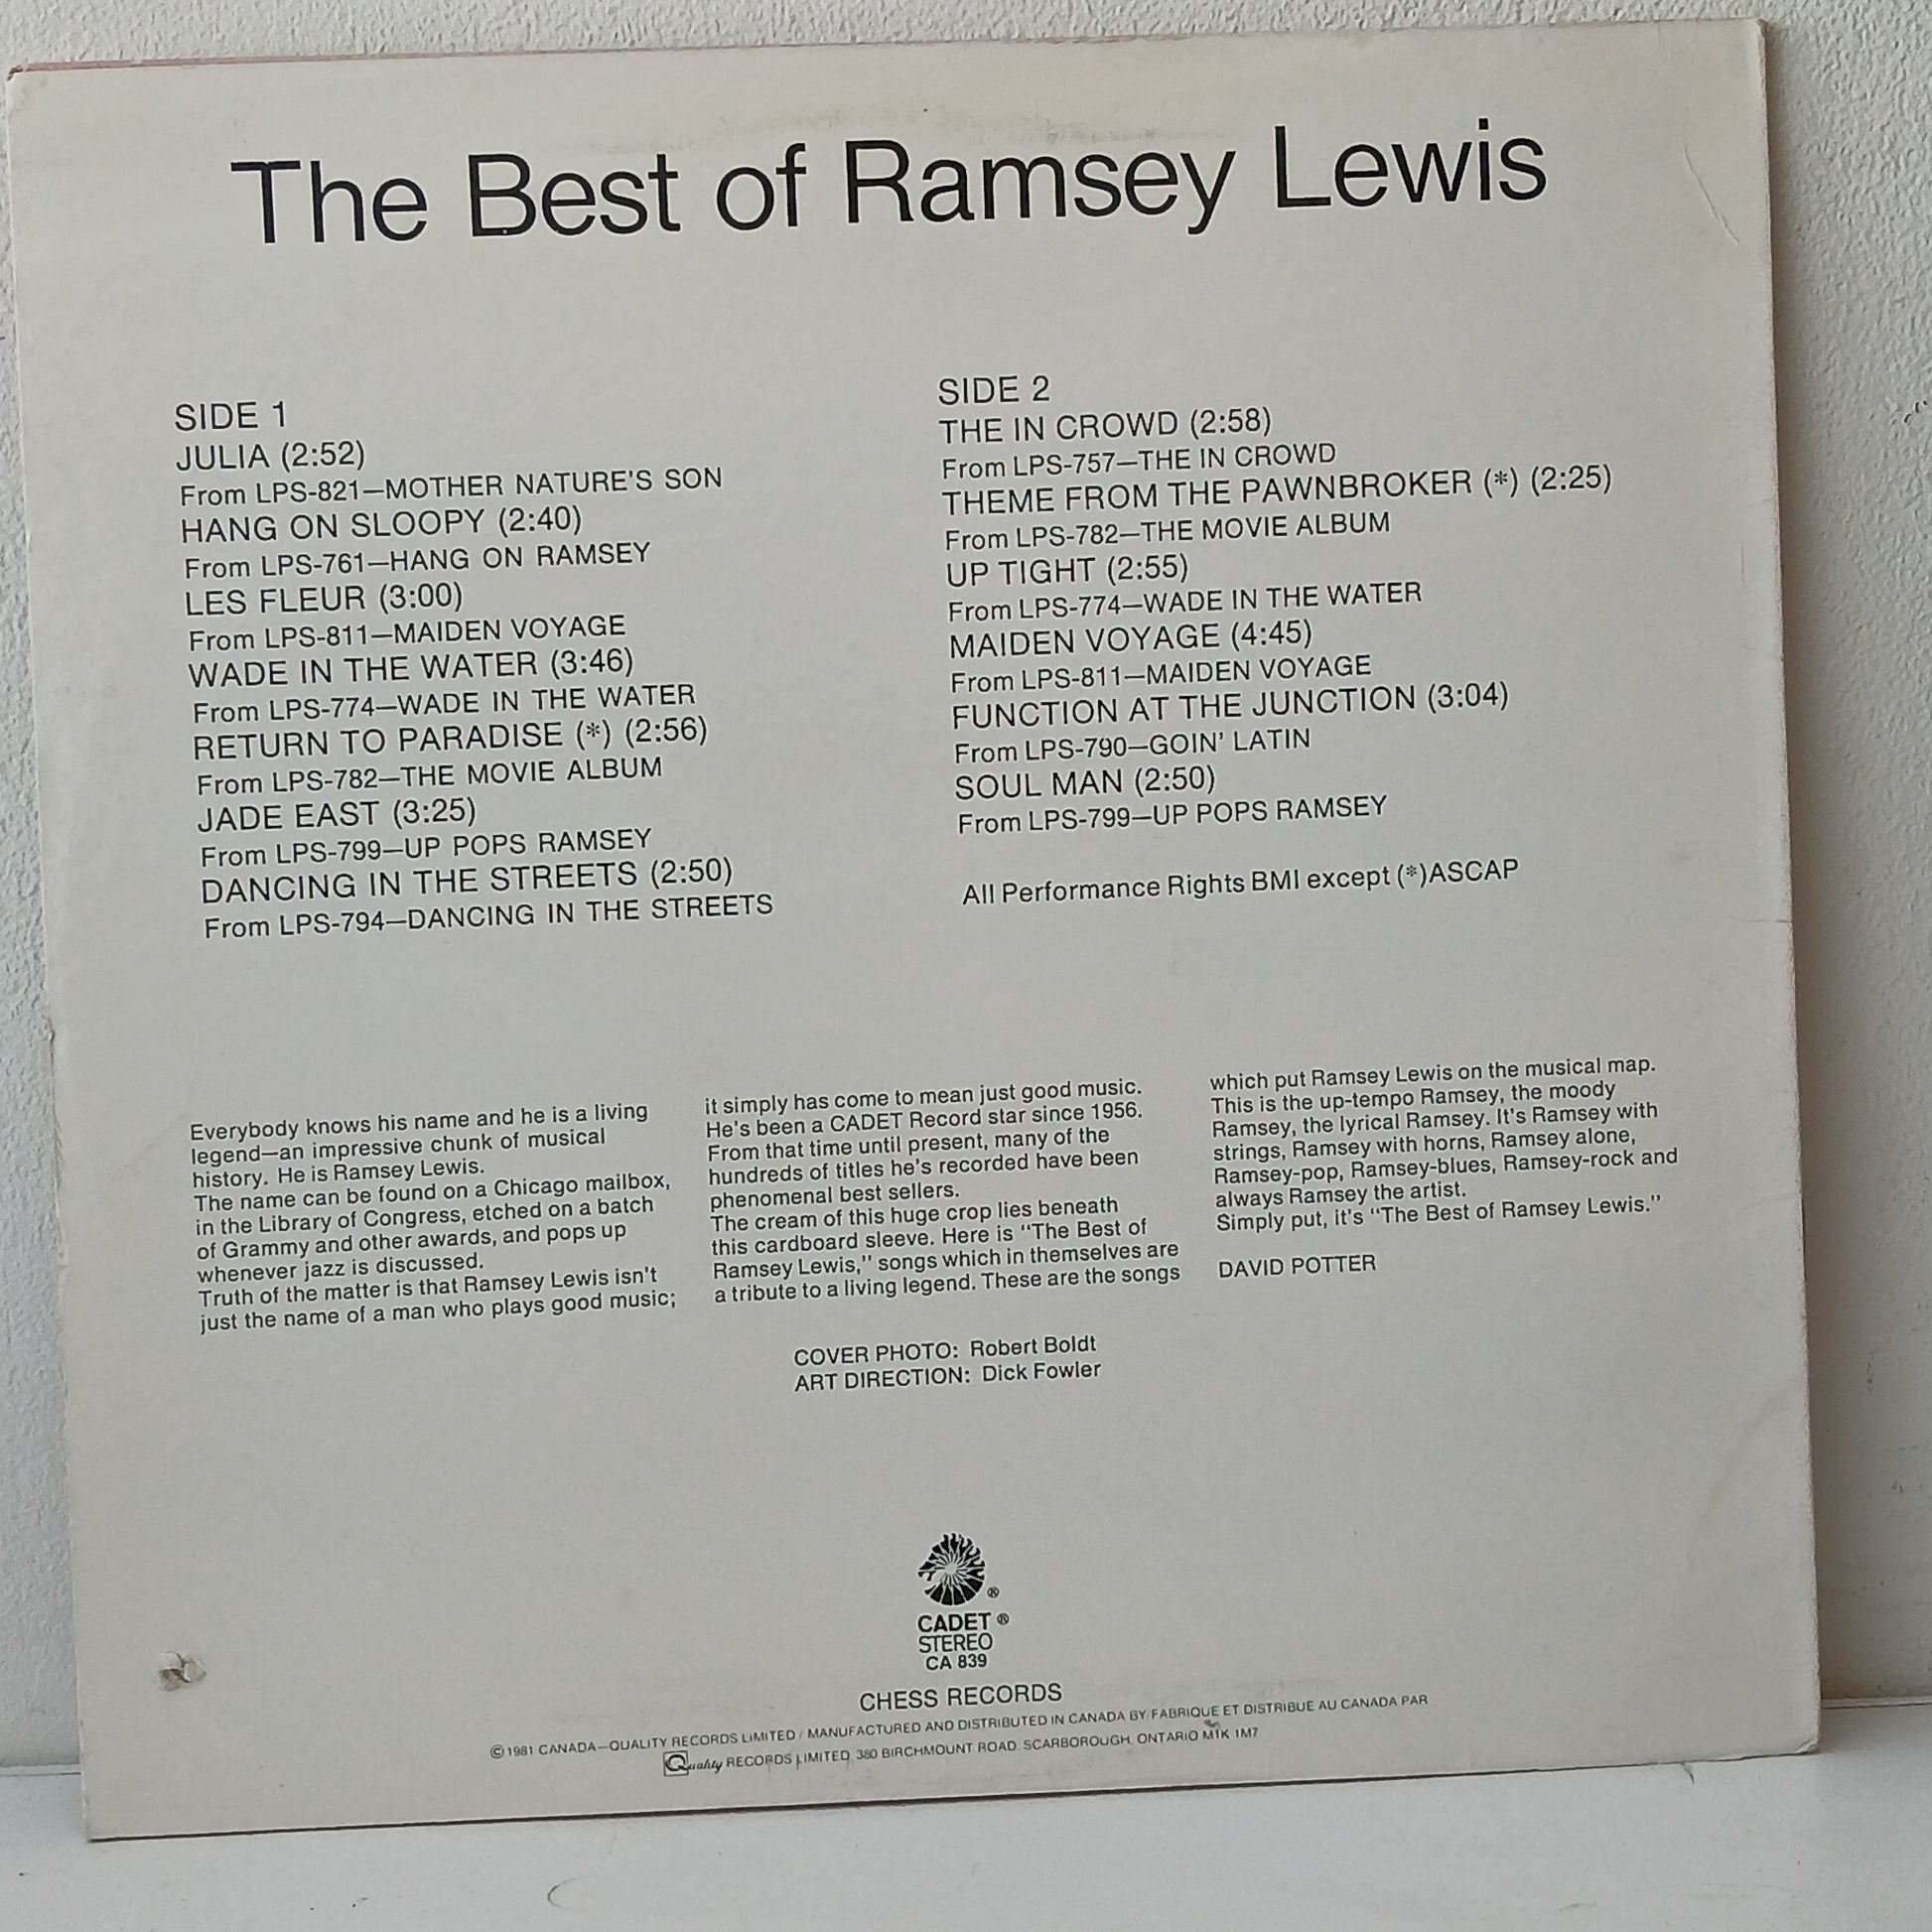 The Best of Ramsey Lewis
SIDE 1
JULIA (2:52)
From LPS-821—MOTHER NATURE'S SON
HANG ON SLOOPY (2:40)
From LPS-761—HANG ON RAMSEY
LES FLEUR (3:00)
From LPS-811—MAIDEN VOYAGE
WADE IN THE WATER (3:46)
From LPS-774—WADE IN THE WATER
RETURN TO PARADISE (*) (2:56)
From LPS-782—THE MOVIE ALBUM
JADE EAST (3:25)
From LPS-799—UP POPS RAMSEY
DANCING IN THE STREETS (2:50)
From LPS-794—DANCING IN THE STREETS
SIDE 2
THE IN CROWD (2:58)
From LPS-757—THE IN CROWD
THEME FROM THE PAWNBROKER (*) (2:25)
From LPS-782—THE MOVIE ALBUM
UP TIGHT (2:55)
From LPS-774—WADE IN THE WATER
MAIDEN VOYAGE (4:45)
From LPS-811—MAIDEN VOYAGE
FUNCTION AT THE JUNCTION (3:04)
From LPS-790—GOIN' LATIN
SOUL MAN (2:50)
From LPS-799—UP POPS RAMSEY
All Performance Rights BMI except (*)ASCAP
Everybody knows his name and he is a living
legend—an impressive chunk of musical
history. He is Ramsey Lewis.
The name can be found on a Chicago mailbox,
in the Library of Congress, etched on a batch
of Grammy and other awards, and pops up
whenever jazz is discussed.
Truth of the matter is that Ramsey Lewis isn't
just the name of a man who plays good music;
it simply has come to mean just good music.
He's been a CADET Record star since 1956.
From that time until present, many of the
hundreds of titles he's recorded have been
phenomenal best sellers.
The cream of this huge crop lies beneath
this cardboard sleeve. Here is "The Best of
Ramsey Lewis," songs which in themselves are
a tribute to a living legend. These are the songs
which put Ramsey Lewis on the musical map.
This is the up-tempo Ramsey, the moody
Ramsey, the lyrical Ramsey. It's Ramsey with
strings, Ramsey with horns, Ramsey alone,
Ramsey-pop, Ramsey-blues, Ramsey-rock and
always Ramsey the artist.
Simply put, it's "The Best of Ramsey Lewis."
DAVID POTTER
COVER PHOTO: Robert Boldt
ART DIRECTION: Dick Fowler
®
CADET ®
STEREO
CA 839
CHESS RECORDS
© 1981 CANADA—QUALITY RECORDS LIMITED / MANUFACTURED AND DISTRIBUTED IN CANADA BY/FABRIQUE ET DISTRIBUE AU CANADA PAR
Quality RECORDS LIMITED, 380 BIRCHMOUNT ROAD, SCARBOROUGH, ONTARIO M1K 1M7